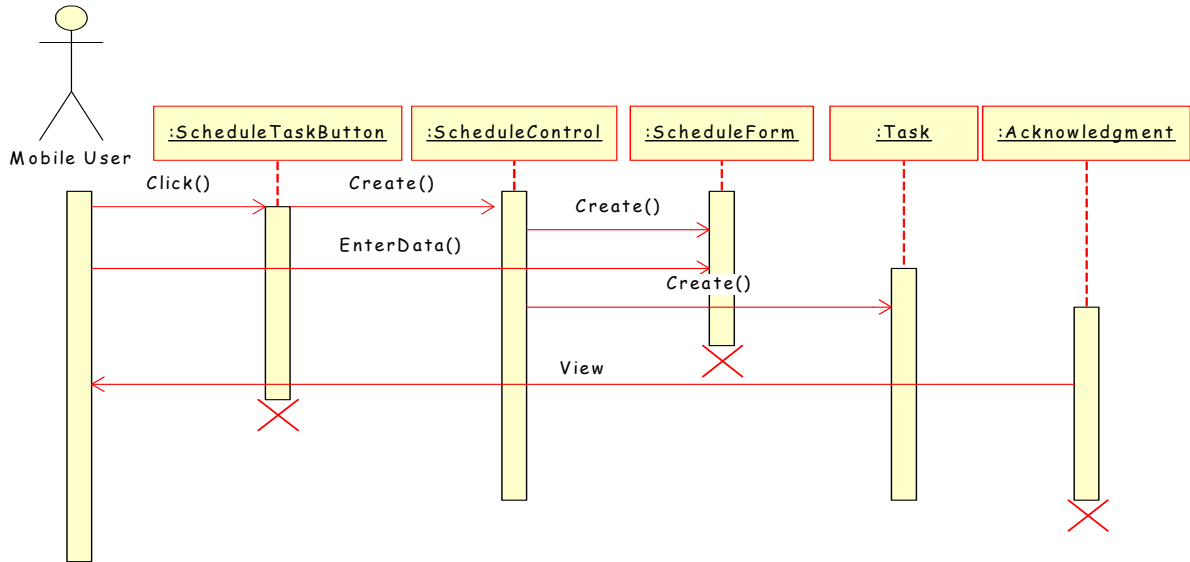 :ScheduleTaskButton
:ScheduleControl
:ScheduleForm
:Task
:Acknowledgment
Mobile User
Click()
Create()
Create()
EnterData()
Create()
View